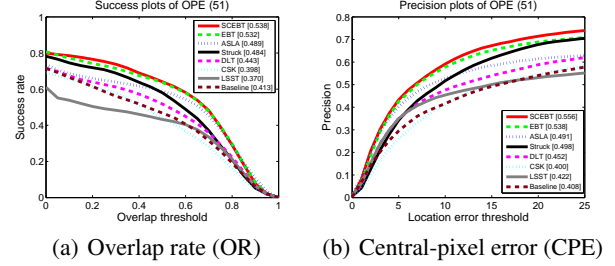 Success plots of OPE (51)
Success rate
1
0.8
0.6
0.4
0.2
0
0 0.2 0.4 0.6 0.8 1
Overlap threshold
SCEBT [0.538]
EBT [0.532]
ASLA [0.489]
Struck [0.484]
DLT [0.443]
CSK [0.398]
LSST [0.370]
Baseline [0.413]
(a) Overlap rate (OR)
Precision plots of OPE (51)
Precision
0.8
0.7
0.6
0.5
0.4
0.3
0.2
0.1
0
0 5 10 15 20 25
Location error threshold
SCEBT [0.556]
EBT [0.538]
ASLA [0.491]
Struck [0.498]
DLT [0.452]
CSK [0.400]
LSST [0.422]
Baseline [0.408]
(b) Central-pixel error (CPE)